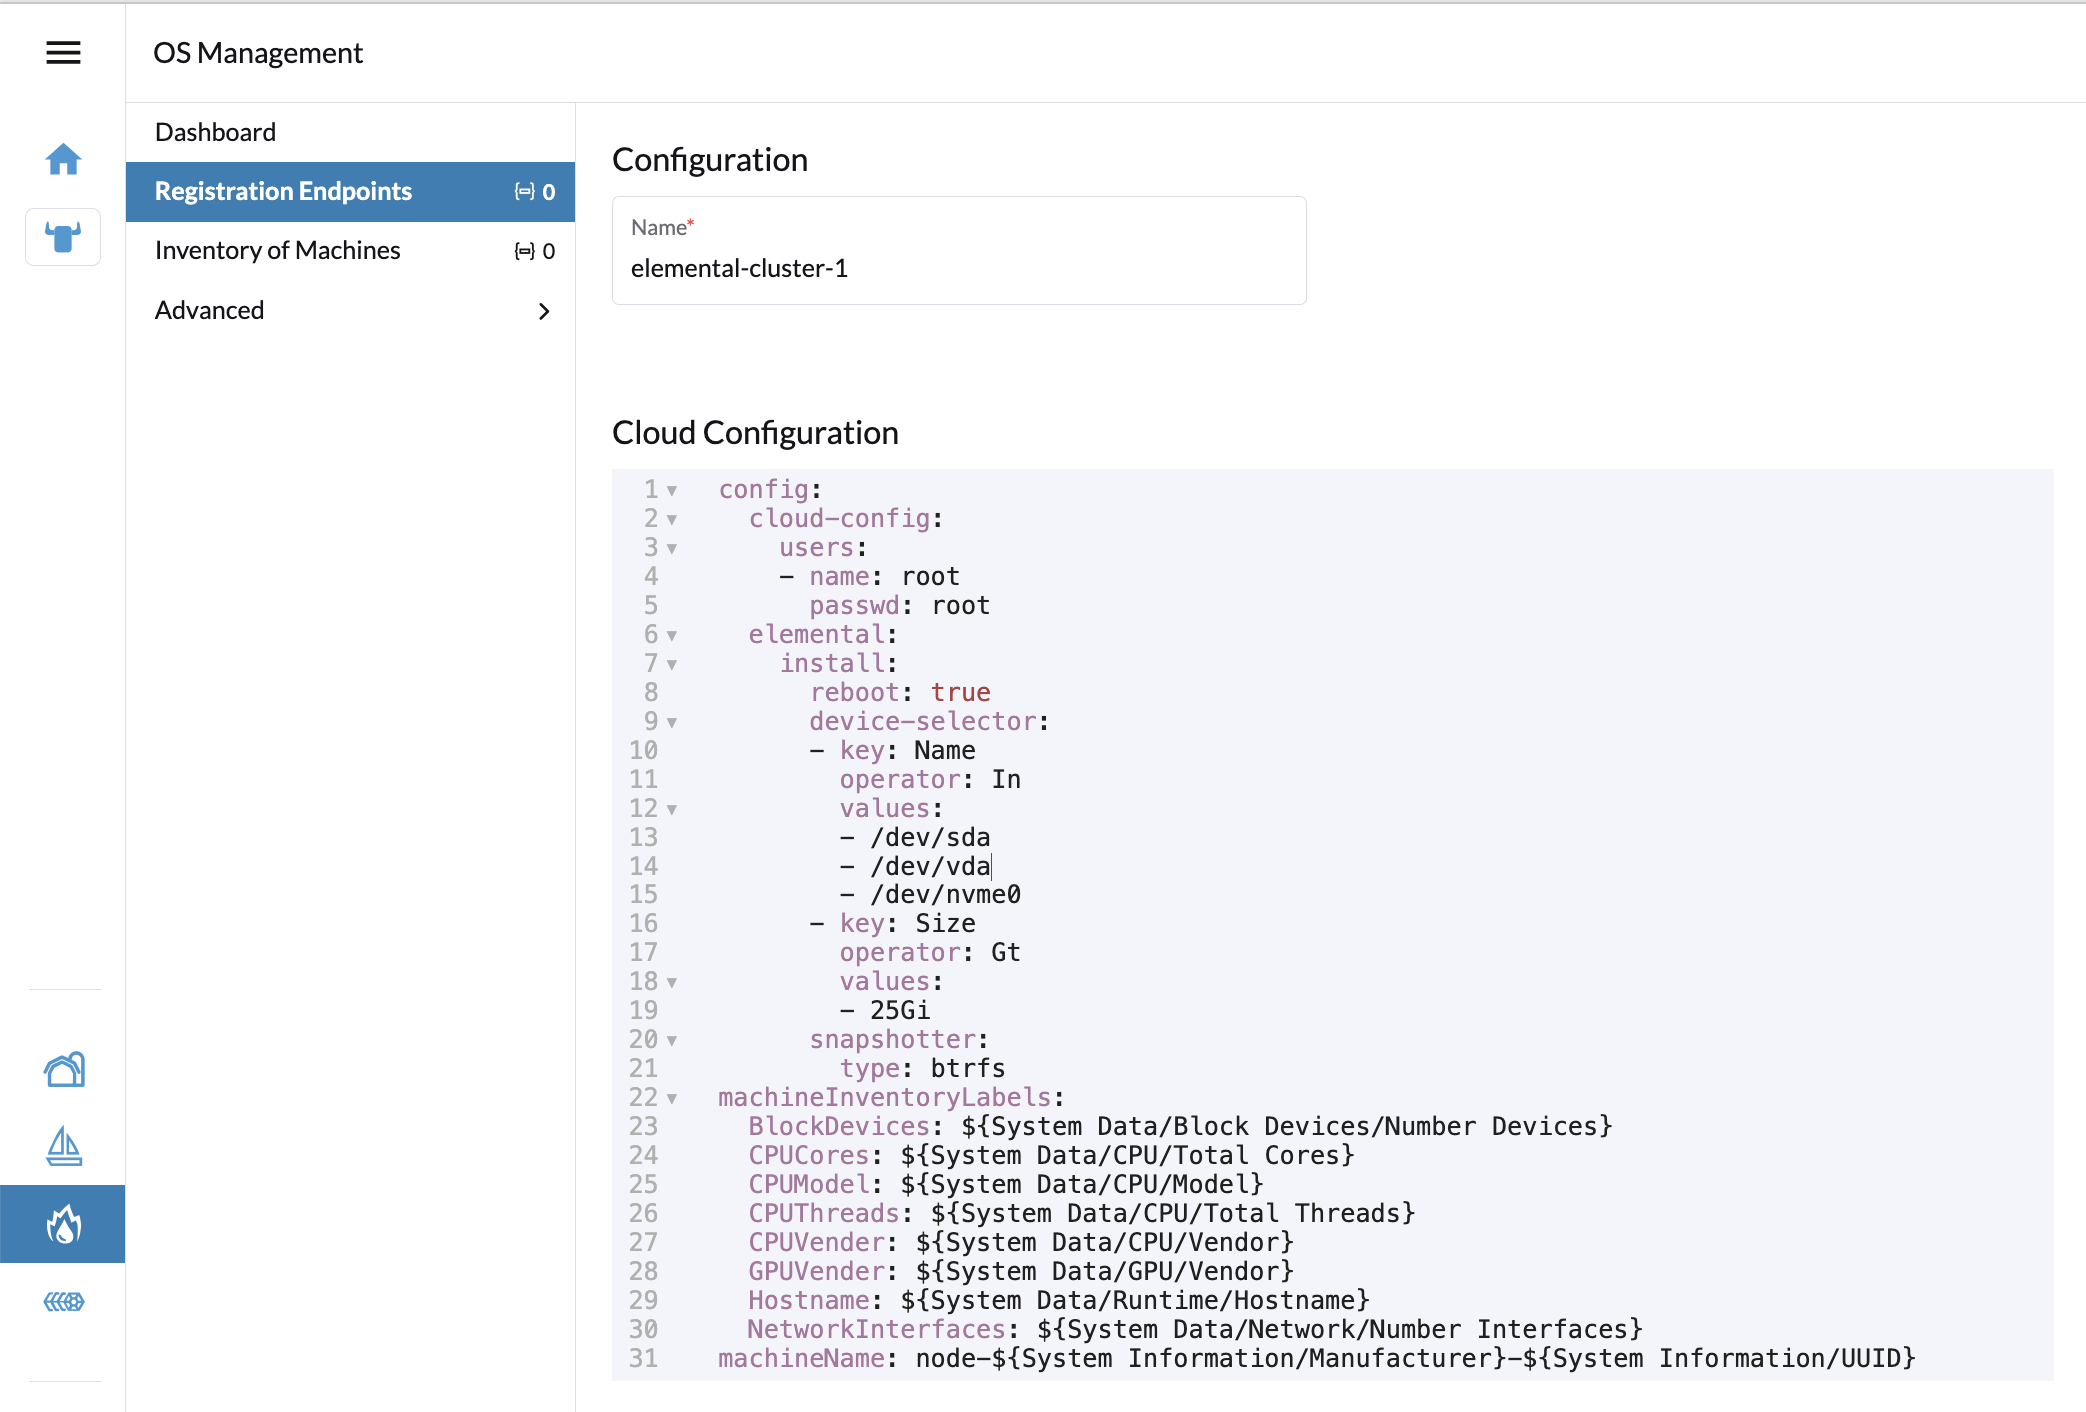 OS Management
Dashboard
Registration Endpoints 0
Inventory of Machines 0
Advanced
Configuration
Name*
elemental-cluster-1
Cloud Configuration
1 config:
2   cloud-config:
3     users:
4     - name: root
5       passwd: root
6   elemental:
7     install:
8       reboot: true
9       device-selector:
10       - key: Name
11         operator: In
12         values:
13         - /dev/sda
14         - /dev/vda
15         - /dev/nvme0
16       - key: Size
17         operator: Gt
18         values:
19         - 25Gi
20       snapshotter:
21         type: btrfs
22 machineInventoryLabels:
23   BlockDevices: ${System Data/Block Devices/Number Devices}
24   CPUCores: ${System Data/CPU/Total Cores}
25   CPUModel: ${System Data/CPU/Model}
26   CPUThreads: ${System Data/CPU/Total Threads}
27   CPUVender: ${System Data/CPU/Vendor}
28   GPUVender: ${System Data/GPU/Vendor}
29   Hostname: ${System Data/Runtime/Hostname}
30   NetworkInterfaces: ${System Data/Network/Number Interfaces}
31 machineName: node-${System Information/Manufacturer}-${System Information/UUID}